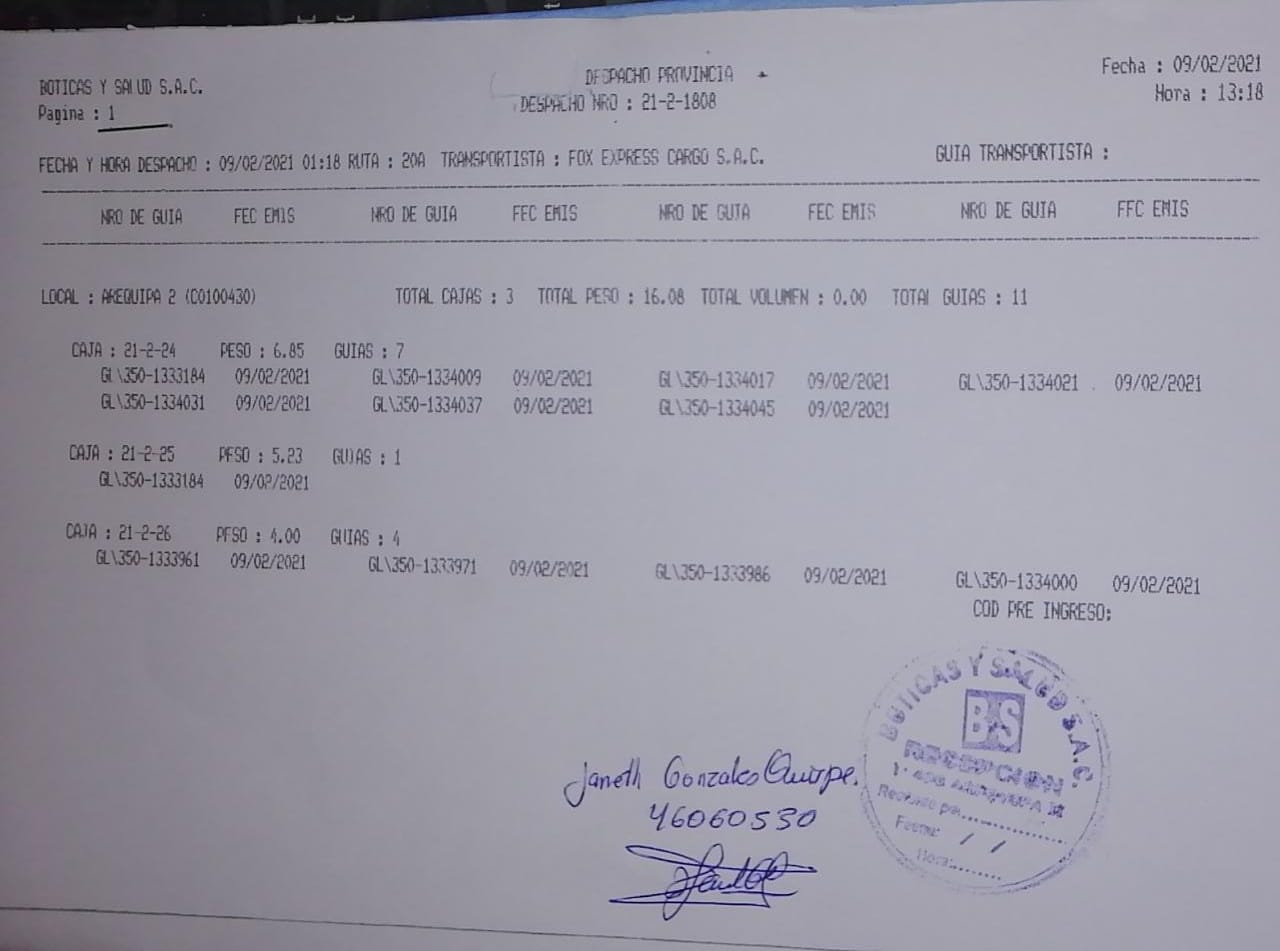 BOTICAS Y SALUD S.A.C.
DESPACHO PROVINCIA
Fecha : 09/02/2021
Pagina : 1
DESPACHO NRO : 21-2-1808
Hora : 13:18
FECHA Y HORA DESPACHO : 09/02/2021 01:18 RUTA : 20A TRANSPORTISTA : FOX EXPRESS CARGO S.A.C. GUIA TRANSPORTISTA :
NRO DE GUIA FEC EMIS NRO DE GUIA FEC EMIS NRO DE GUIA FEC EMIS NRO DE GUIA FEC EMIS
LOCAL : AREQUIPA 2 (C0100430) TOTAL CAJAS : 3 TOTAL PESO : 16.08 TOTAL VOLUMEN : 0.00 TOTAL GUIAS : 11
CAJA : 21-2-24 PESO : 6.85 GUIAS : 7
GL\350-1333184 09/02/2021 GL\350-1334009 09/02/2021 GL\350-1334017 09/02/2021 GL\350-1334021 09/02/2021
GL\350-1334031 09/02/2021 GL\350-1334037 09/02/2021 GL\350-1334045 09/02/2021
CAJA : 21-2-25 PESO : 5.23 GUIAS : 1
GL\350-1333184 09/02/2021
CAJA : 21-2-26 PESO : 4.00 GUIAS : 4
GL\350-1333961 09/02/2021 GL\350-1333971 09/02/2021 GL\350-1333986 09/02/2021 GL\350-1334000 09/02/2021
COD PRE INGRESO:
BOTICAS Y SALUD S.A.C.
BS
RECEPCION
Recibido por
Fecha: / /
Hora:
Janeth Gonzales Quispe.
46060530